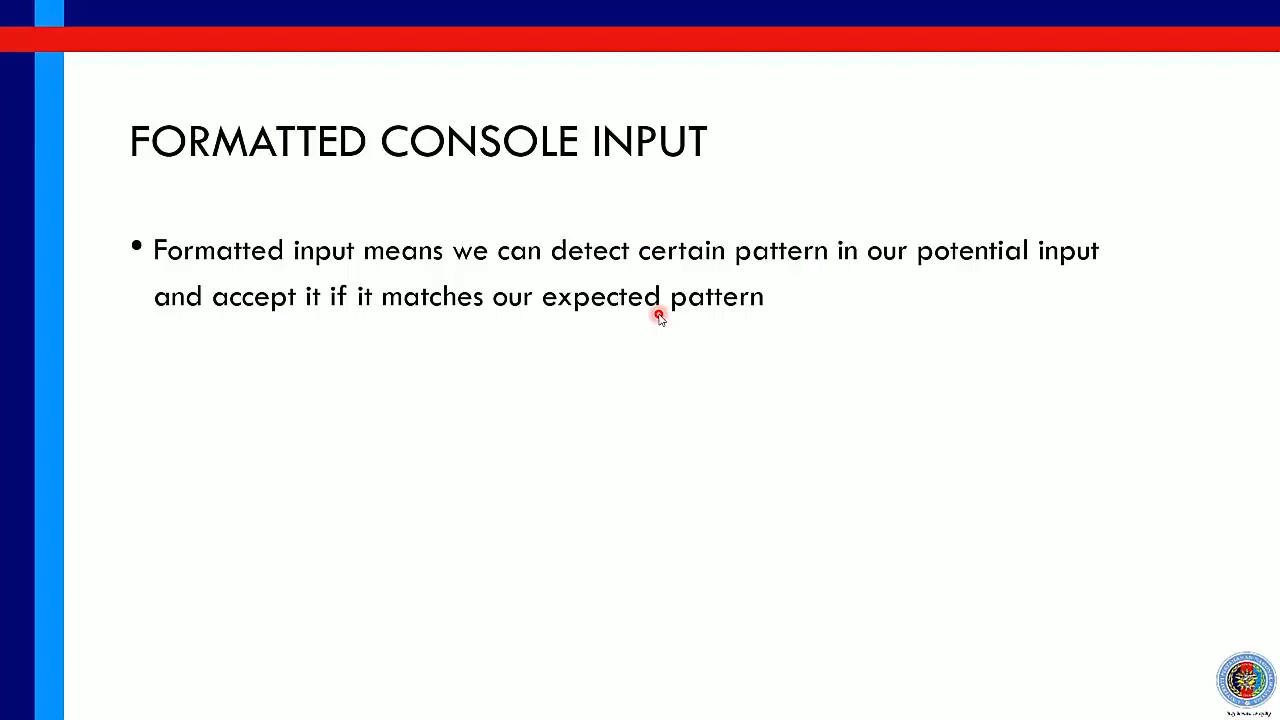 FORMATTED CONSOLE INPUT
• Formatted input means we can detect certain pattern in our potential input
and accept it if it matches our expected pattern